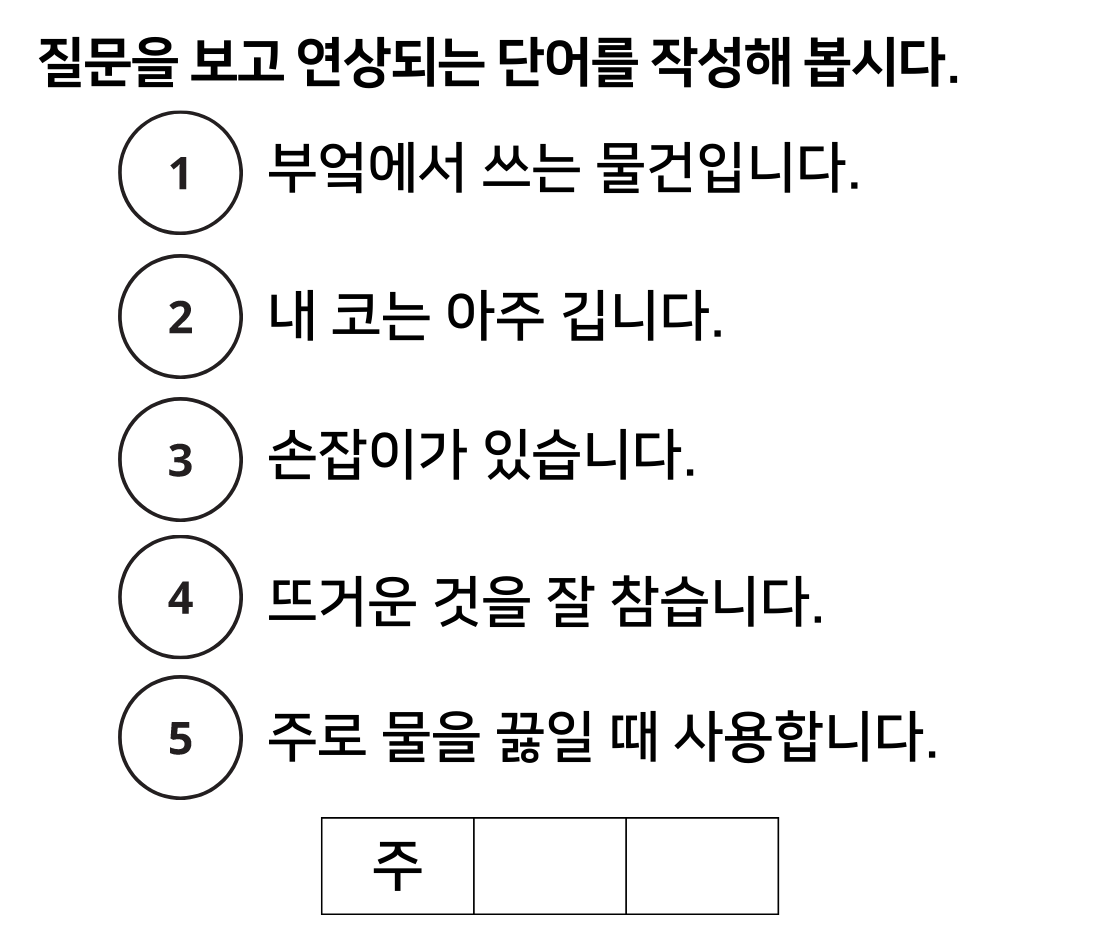 질문을 보고 연상되는 단어를 작성해 봅시다.
1 부엌에서 쓰는 물건입니다.
2 내 코는 아주 깁니다.
3 손잡이가 있습니다.
4 뜨거운 것을 잘 참습니다.
5 주로 물을 끓일 때 사용합니다.
주